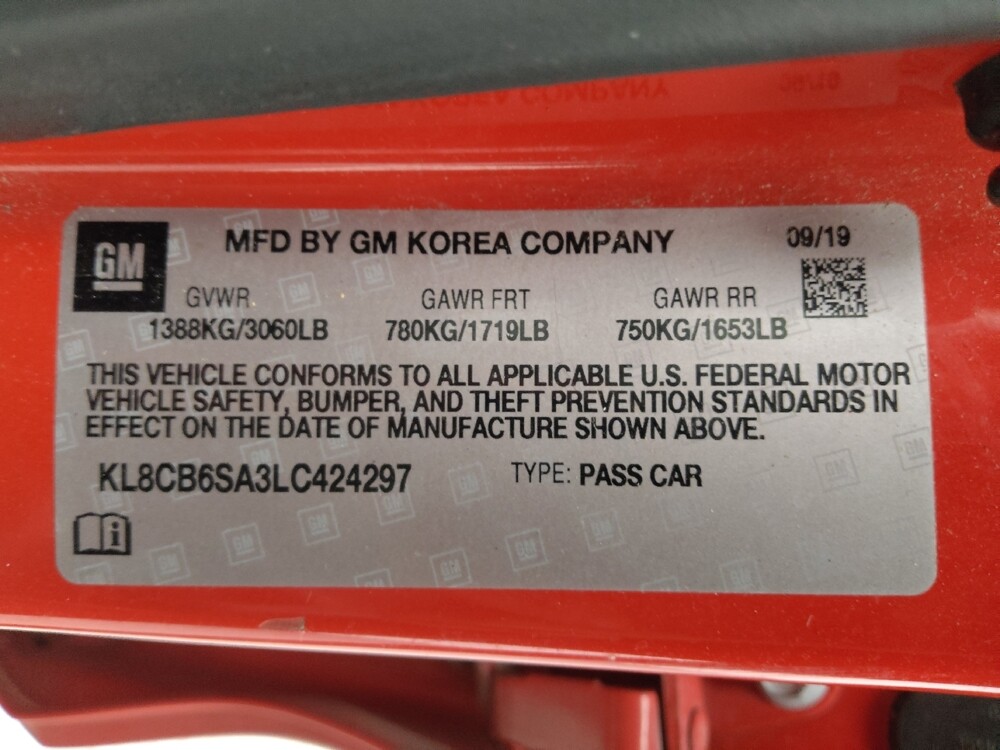 GM
MFD BY GM KOREA COMPANY
09/19
GVWR
GAWR FRT
GAWR RR
1388KG/3060LB
780KG/1719LB
750KG/1653LB
THIS VEHICLE CONFORMS TO ALL APPLICABLE U.S. FEDERAL MOTOR
VEHICLE SAFETY, BUMPER, AND THEFT PREVENTION STANDARDS IN
EFFECT ON THE DATE OF MANUFACTURE SHOWN ABOVE.
KL8CB6SA3LC424297
TYPE: PASS CAR